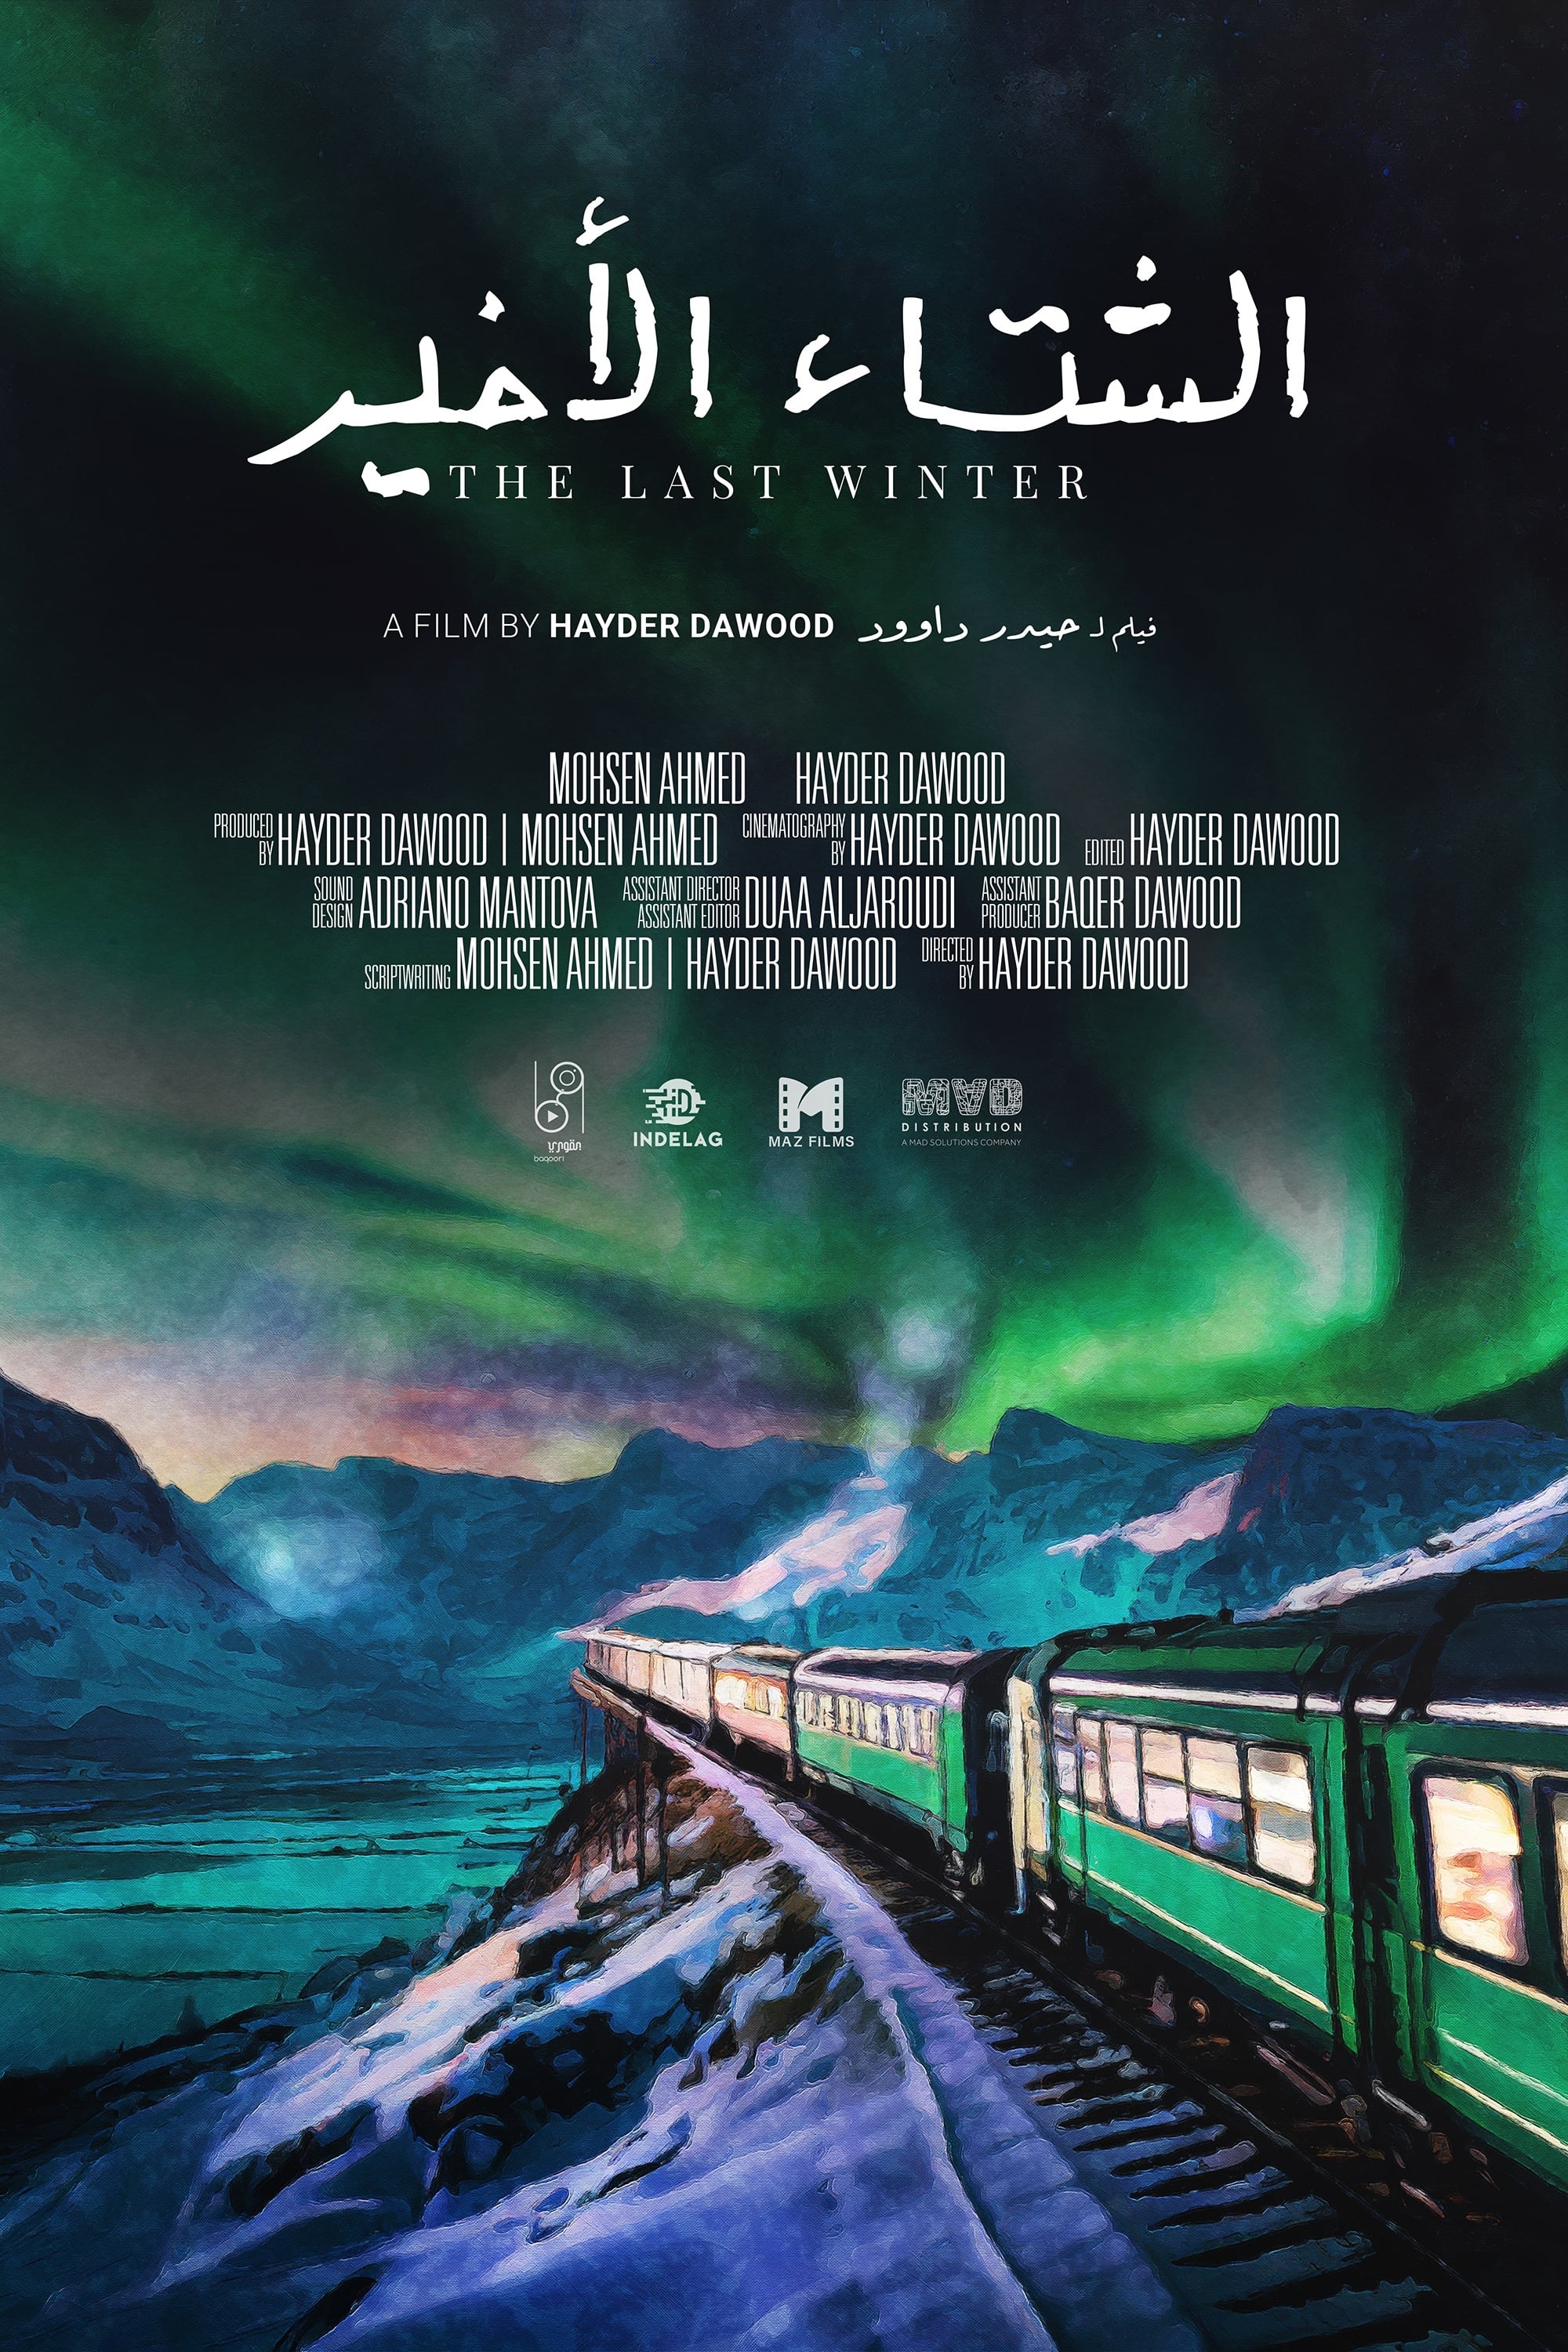 الشتاء الأخير
THE LAST WINTER
A FILM BY HAYDER DAWOOD فيلم لـ حيدر داوود
MOHSEN AHMED HAYDER DAWOOD
PRODUCED BY HAYDER DAWOOD | MOHSEN AHMED CINEMATOGRAPHY BY HAYDER DAWOOD EDITED HAYDER DAWOOD
SOUND DESIGN ADRIANO MANTOVA ASSISTANT DIRECTOR ASSISTANT EDITOR DUAA ALJAROUDI ASSISTANT PRODUCER BAQER DAWOOD
SCRIPTWRITING MOHSEN AHMED | HAYDER DAWOOD DIRECTED BY HAYDER DAWOOD
baqoori
INDELAG
MAZ FILMS
MAD
DISTRIBUTION
A MAD SOLUTIONS COMPANY